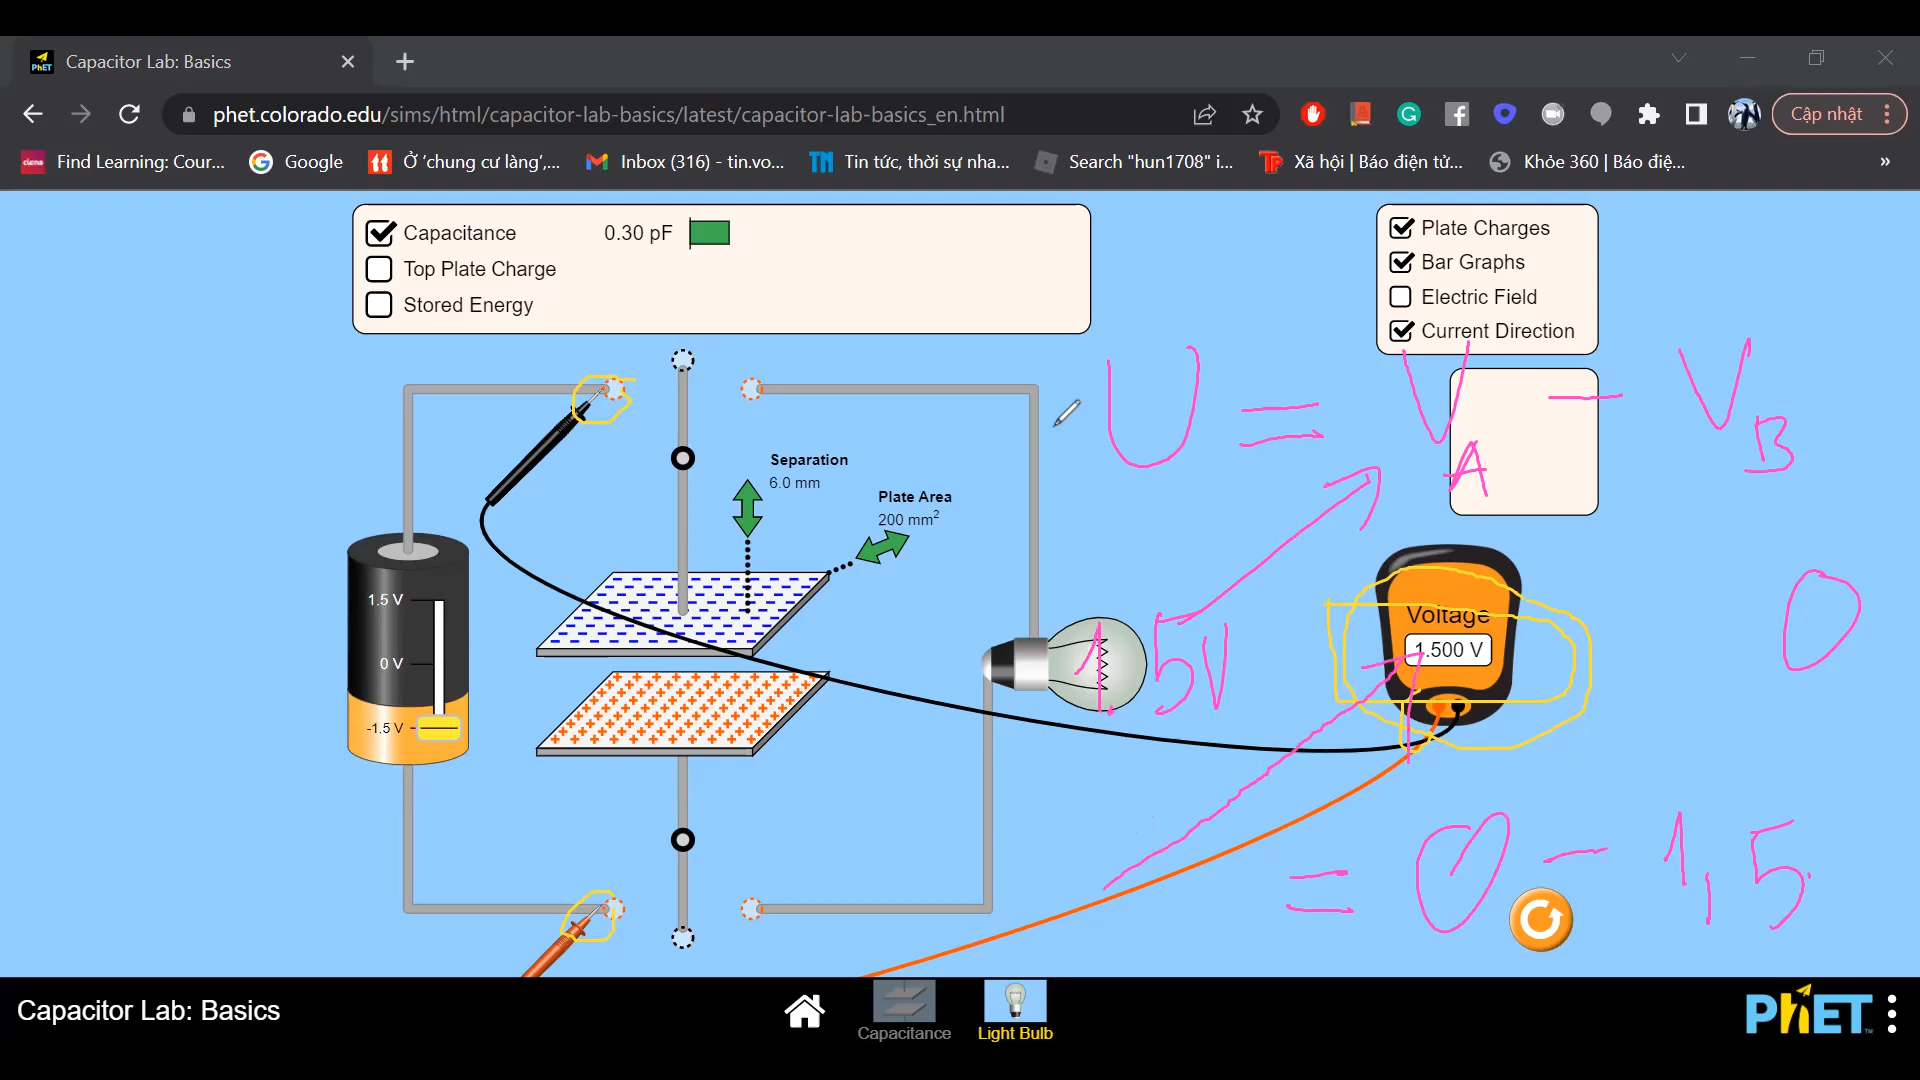 Capacitor Lab: Basics
phet.colorado.edu/sims/html/capacitor-lab-basics/latest/capacitor-lab-basics_en.html
Cập nhật
Find Learning: Cour...
Google
Ở 'chung cư làng',...
Inbox (316) - tin.vo...
Tin tức, thời sự nha...
Search "hun1708" i...
Xã hội | Báo điện tử...
Khỏe 360 | Báo điệ...
»
Capacitance 0.30 pF
Top Plate Charge
Stored Energy
Plate Charges
Bar Graphs
Electric Field
Current Direction
U = VA - VB
Separation
6.0 mm
Plate Area
200 mm2
1.5 V
0 V
-1.5 V
1,5V
Voltage
1.500 V
0
= 0 - 1,5
Capacitor Lab: Basics
Capacitance
Light Bulb
PhET